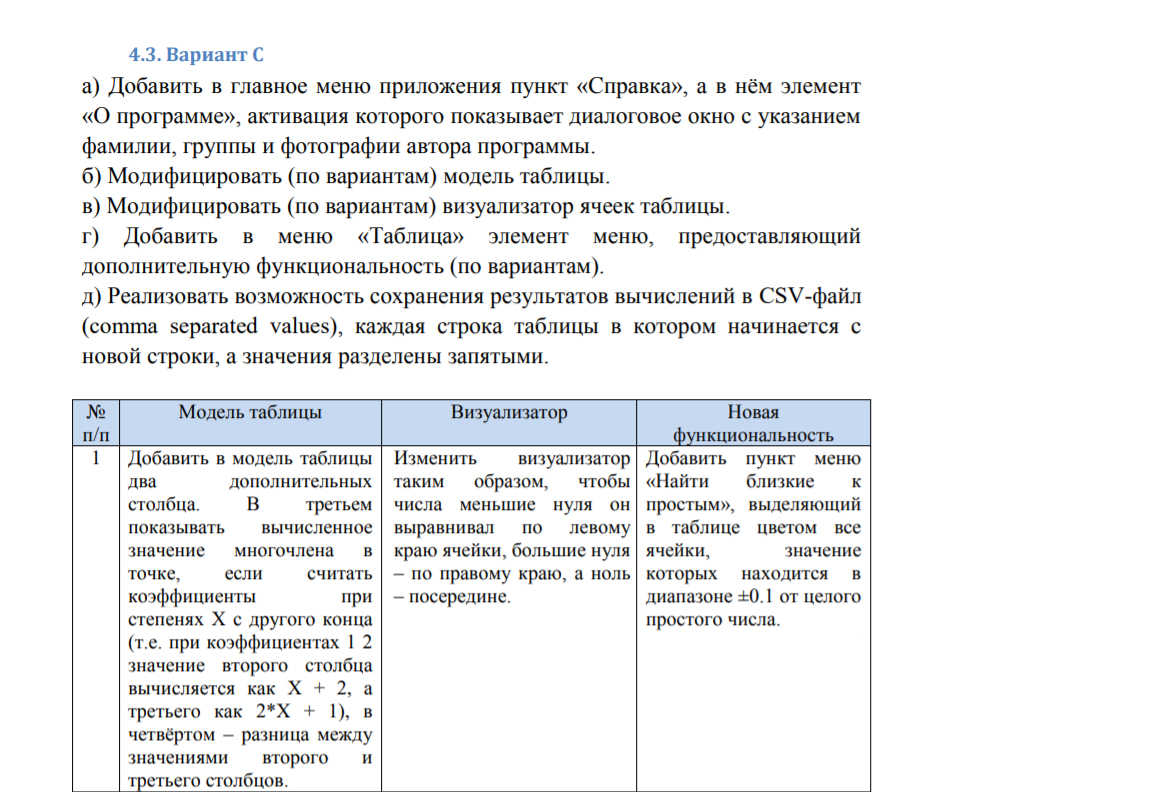 4.3. Вариант C
а) Добавить в главное меню приложения пункт «Справка», а в нём элемент
«О программе», активация которого показывает диалоговое окно с указанием
фамилии, группы и фотографии автора программы.
б) Модифицировать (по вариантам) модель таблицы.
в) Модифицировать (по вариантам) визуализатор ячеек таблицы.
г) Добавить в меню «Таблица» элемент меню, предоставляющий
дополнительную функциональность (по вариантам).
д) Реализовать возможность сохранения результатов вычислений в CSV-файл
(comma separated values), каждая строка таблицы в котором начинается с
новой строки, а значения разделены запятыми.
№
п/п
Модель таблицы
Визуализатор
Новая
функциональность
1
Добавить в модель таблицы
два дополнительных
столбца. В третьем
показывать вычисленное
значение многочлена в
точке, если считать
коэффициенты при
степенях X с другого конца
(т.е. при коэффициентах 1 2
значение второго столбца
вычисляется как X + 2, а
третьего как 2*X + 1), в
четвёртом – разница между
значениями второго и
третьего столбцов.
Изменить визуализатор
таким образом, чтобы
числа меньшие нуля он
выравнивал по левому
краю ячейки, большие нуля
– по правому краю, а ноль
– посередине.
Добавить пункт меню
«Найти близкие к
простым», выделяющий
в таблице цветом все
ячейки, значение
которых находится в
диапазоне ±0.1 от целого
простого числа.